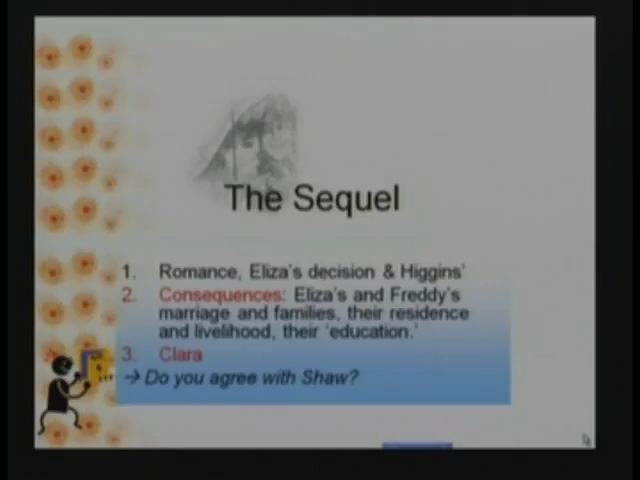 The Sequel
1. Romance, Eliza's decision & Higgins'
2. Consequences: Eliza's and Freddy's
marriage and families, their residence
and livelihood, their 'education.'
3. Clara
→ Do you agree with Shaw?